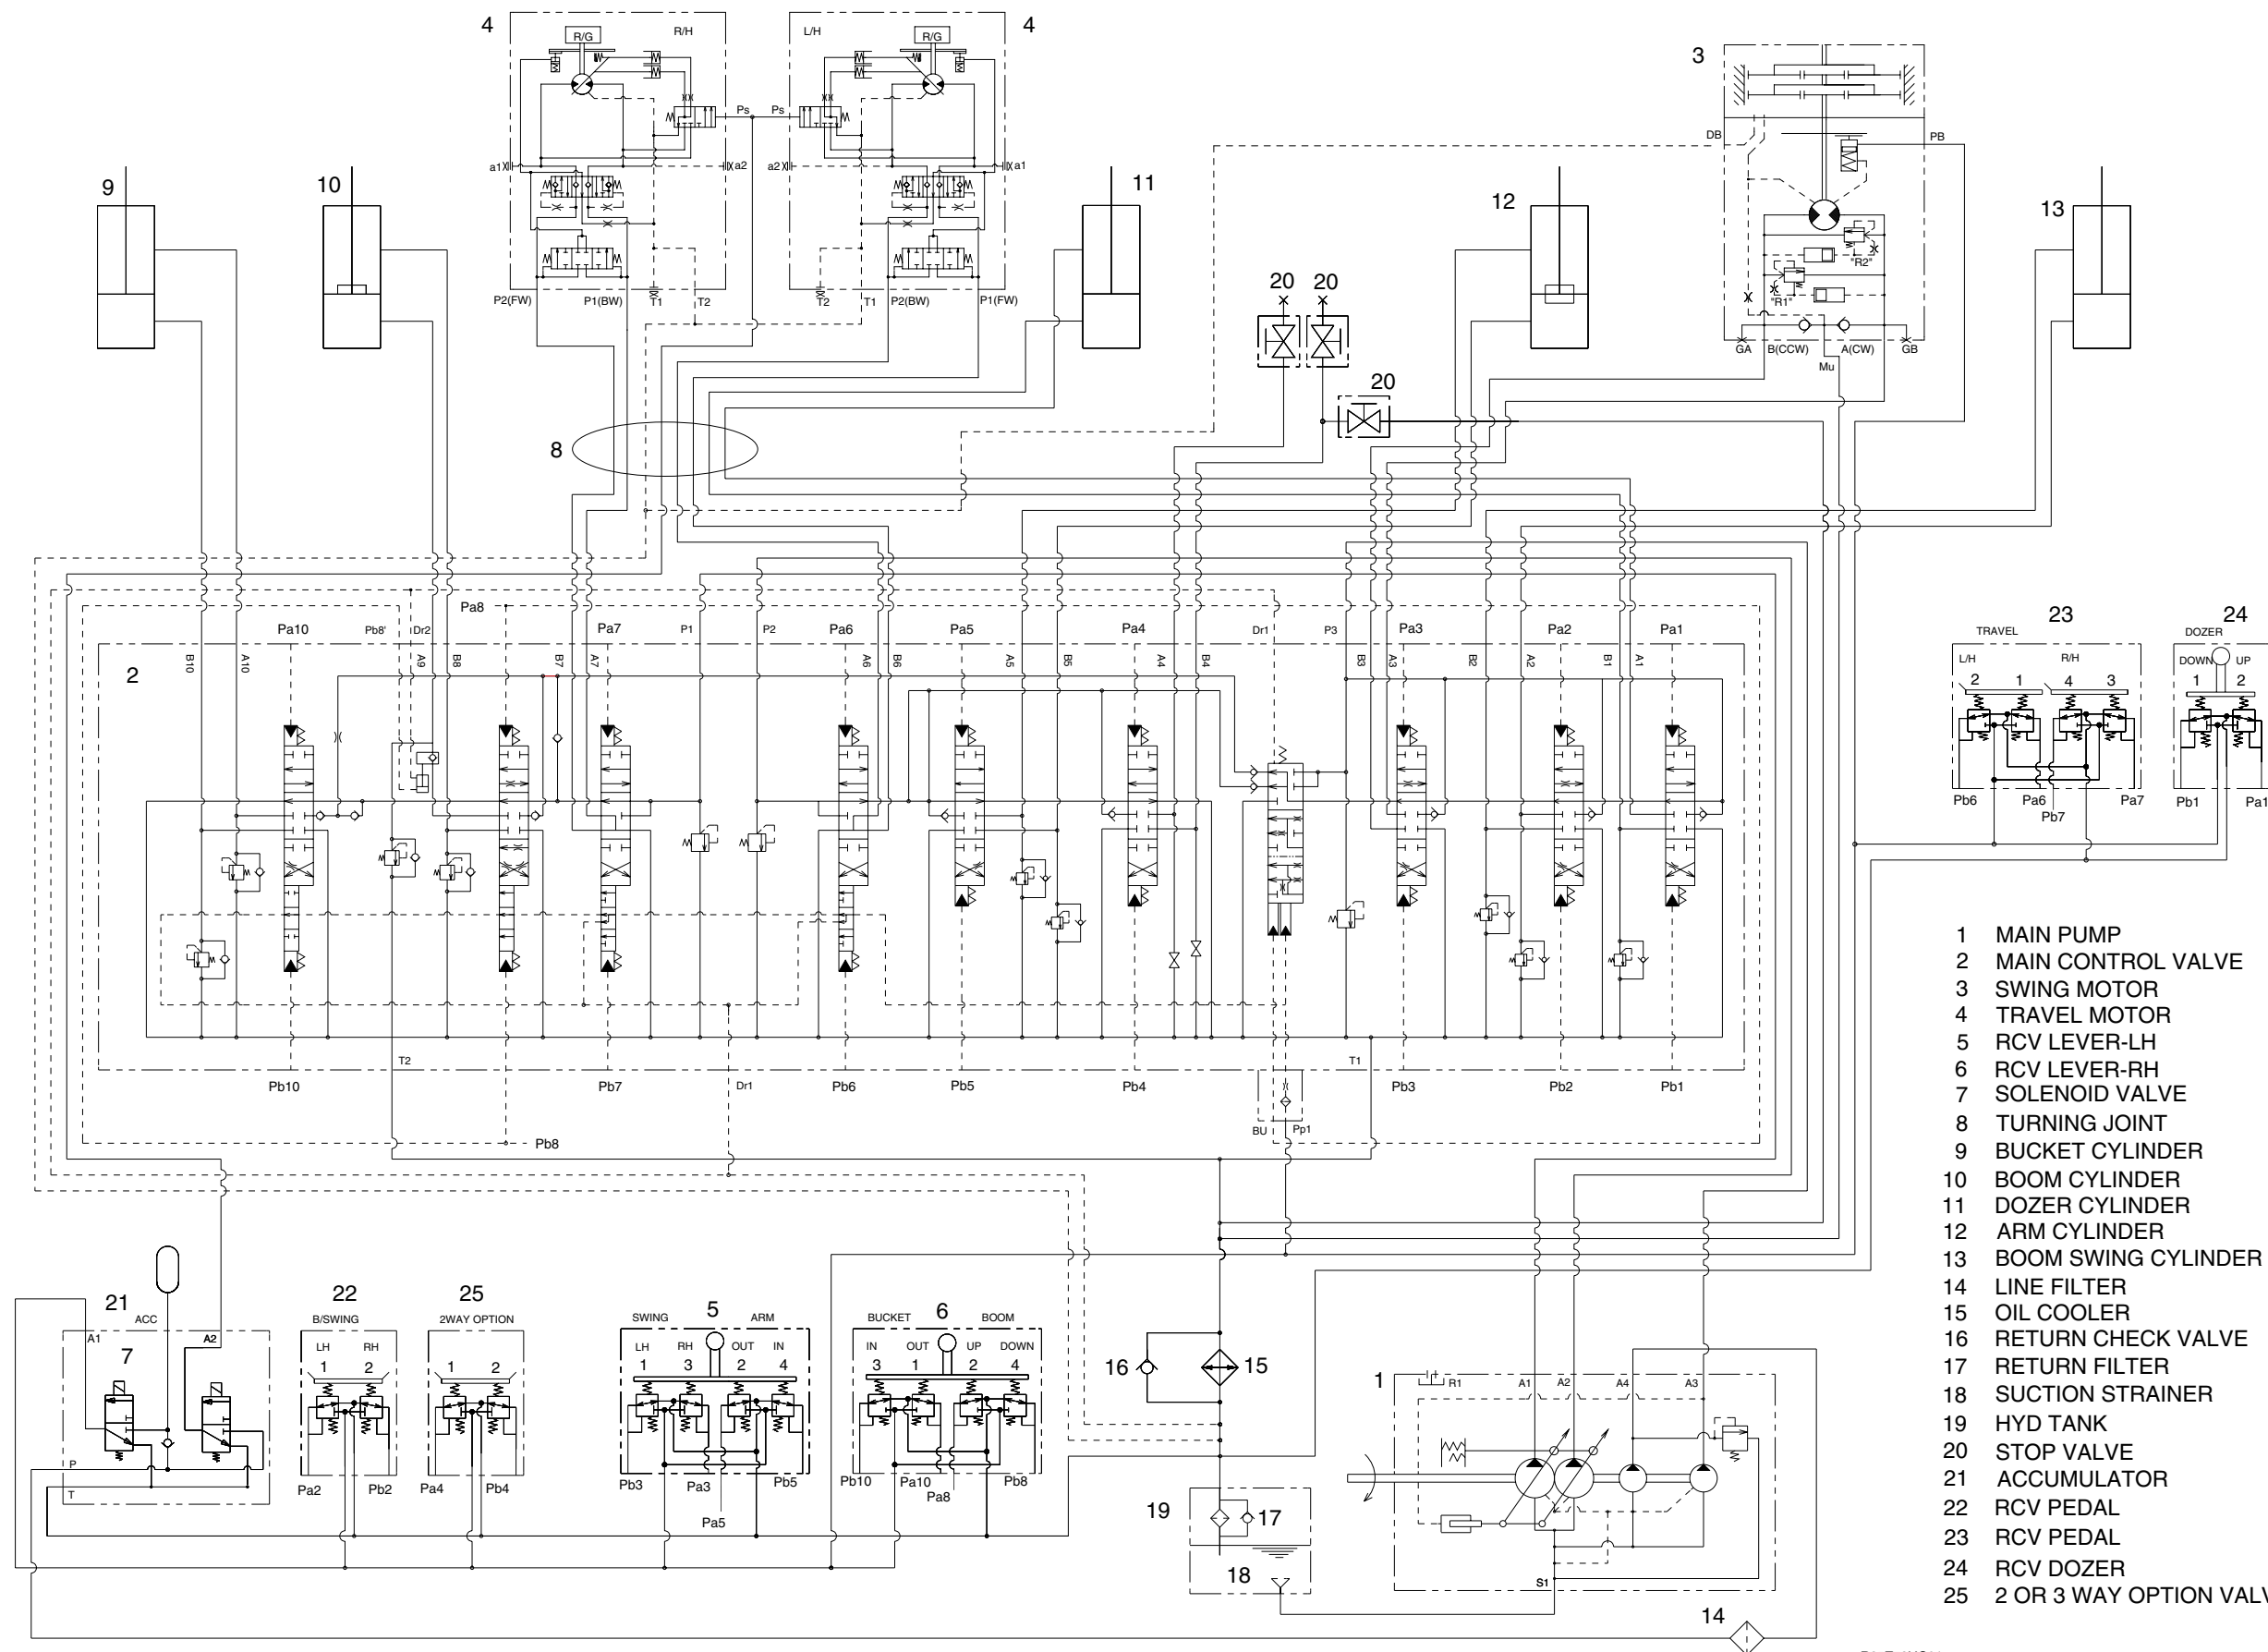 4 R/G R/H L/H R/G 4
3
Ps Ps
DB PB
a1 a2 a2 a1
9 10 11 12 13
"R2"
"R1"
20 20
P2(FW) P1(BW) T1 T2 T2 T1 P2(BW) P1(FW)
GA B(CCW) A(CW) GB
Mu
20
8
Pa8
23 24
TRAVEL DOZER
Pa10 Pb8' Dr2 Pa7 P1 P2 Pa6 Pa5 Pa4 Dr1 P3 Pa3 Pa2 Pa1
L/H R/H DOWN UP
2 B10 A10 A9 B8 B7 A7 A6 B6 A5 B5 A4 B4 B3 A3 B2 A2 B1 A1
2 1 4 3 1 2
Pb6 Pa6 Pa7 Pb1 Pa1
Pb7
T2 T1
Pb10 Pb7 Dr1 Pb6 Pb5 Pb4 Pb3 Pb2 Pb1
BU Pp1
Pb8
1 MAIN PUMP
2 MAIN CONTROL VALVE
3 SWING MOTOR
4 TRAVEL MOTOR
5 RCV LEVER-LH
6 RCV LEVER-RH
7 SOLENOID VALVE
8 TURNING JOINT
9 BUCKET CYLINDER
10 BOOM CYLINDER
11 DOZER CYLINDER
12 ARM CYLINDER
13 BOOM SWING CYLINDER
14 LINE FILTER
15 OIL COOLER
16 RETURN CHECK VALVE
17 RETURN FILTER
18 SUCTION STRAINER
19 HYD TANK
20 STOP VALVE
21 ACCUMULATOR
22 RCV PEDAL
23 RCV PEDAL
24 RCV DOZER
25 2 OR 3 WAY OPTION VALV
21 22 25 5 6
ACC B/SWING 2WAY OPTION SWING ARM BUCKET BOOM
A1 A2
7 LH RH LH RH OUT IN IN OUT UP DOWN
1 2 1 2 1 3 2 4 3 1 2 4
16 15
1 R1 A1 A2 A4 A3
P
T
Pa2 Pb2 Pa4 Pb4 Pb3 Pa3 Pb5 Pb10 Pa10 Pb8
Pa8
Pa5
19 17
18
S1
14